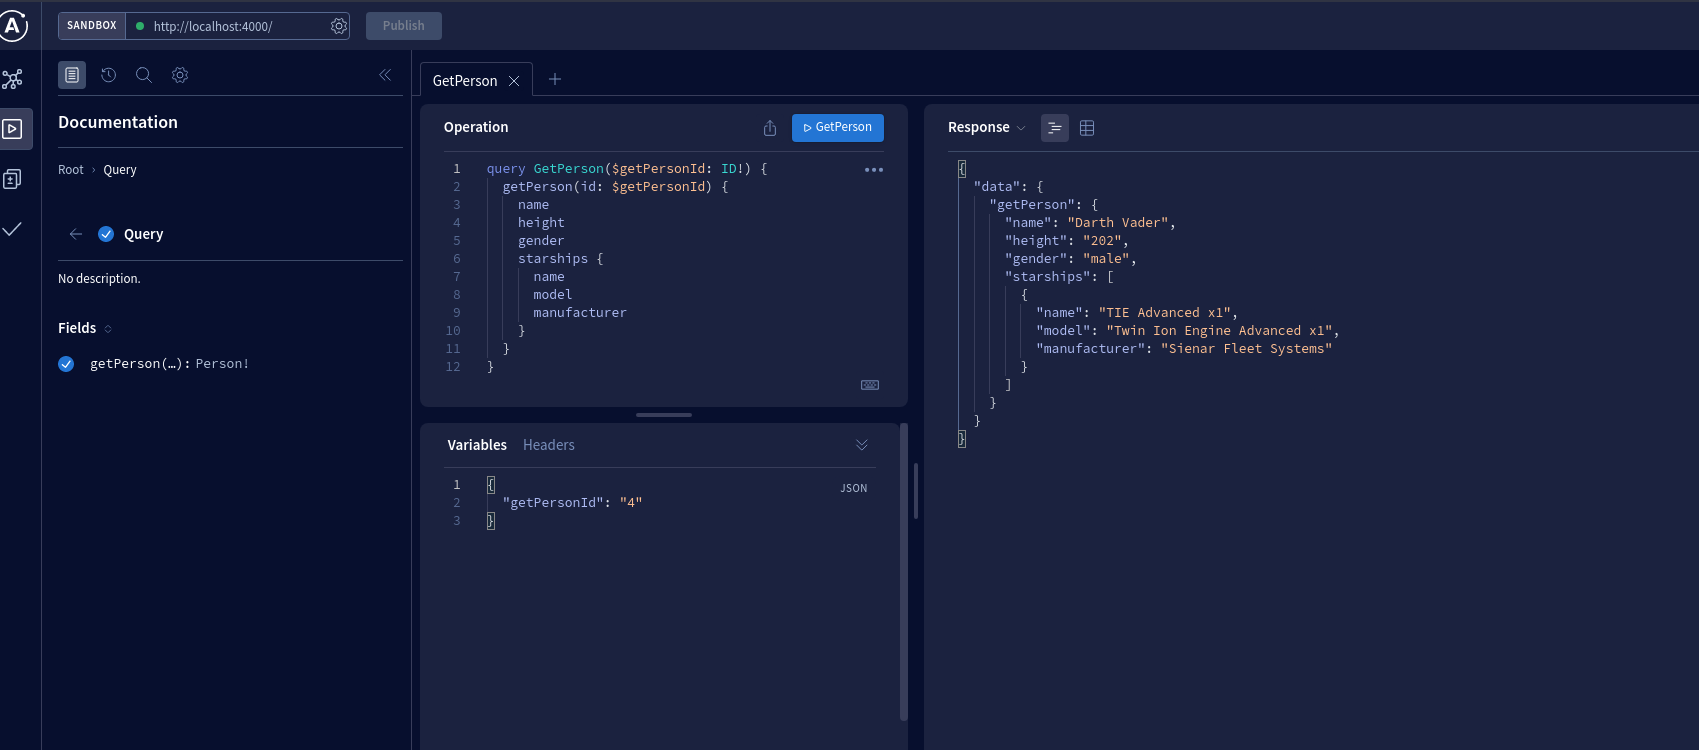 SANDBOX http://localhost:4000/ Publish
Documentation
Root › Query
Query
No description.
Fields
getPerson(…): Person!
GetPerson
Operation
GetPerson
1 query GetPerson($getPersonId: ID!) {
2 getPerson(id: $getPersonId) {
3 name
4 height
5 gender
6 starships {
7 name
8 model
9 manufacturer
10 }
11 }
12 }
Variables Headers
JSON
1 {
2 "getPersonId": "4"
3 }
Response
{
"data": {
"getPerson": {
"name": "Darth Vader",
"height": "202",
"gender": "male",
"starships": [
{
"name": "TIE Advanced x1",
"model": "Twin Ion Engine Advanced x1",
"manufacturer": "Sienar Fleet Systems"
}
]
}
}
}